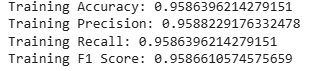 Training Accuracy: 0.9586396214279151
Training Precision: 0.9588229176332478
Training Recall: 0.9586396214279151
Training F1 Score: 0.9586610574575659